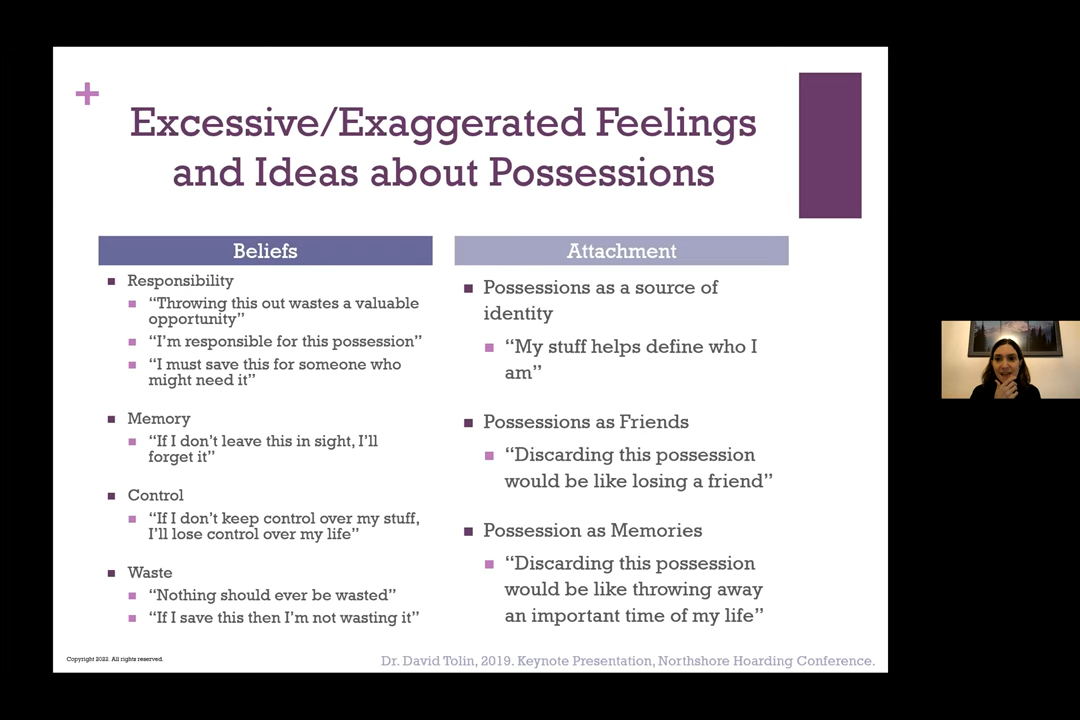 +
Excessive/Exaggerated Feelings
and Ideas about Possessions
Beliefs
Responsibility
“Throwing this out wastes a valuable
opportunity”
“I’m responsible for this possession”
“I must save this for someone who
might need it”
Memory
“If I don’t leave this in sight, I’ll
forget it”
Control
“If I don’t keep control over my stuff,
I’ll lose control over my life”
Waste
“Nothing should ever be wasted”
“If I save this then I’m not wasting it”
Attachment
Possessions as a source of
identity
“My stuff helps define who I
am”
Possessions as Friends
“Discarding this possession
would be like losing a friend”
Possession as Memories
“Discarding this possession
would be like throwing away
an important time of my life”
Copyright 2022. All rights reserved.
Dr. David Tolin, 2019. Keynote Presentation, Northshore Hoarding Conference.